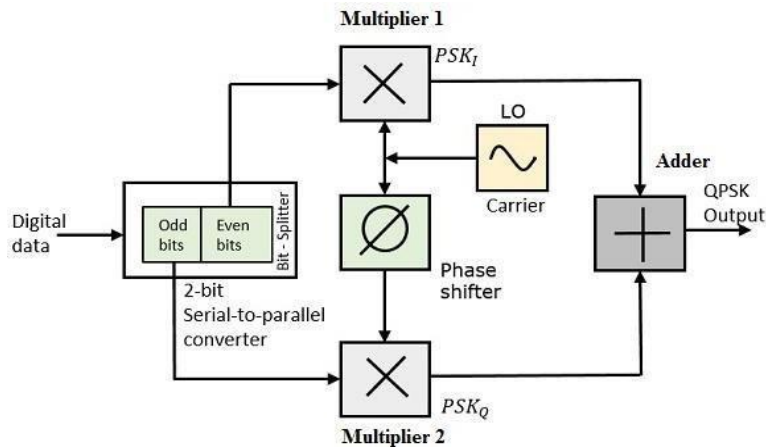 Multiplier 1
PSK_I
LO
Adder
Carrier
QPSK
Output
Digital
data
Odd
bits
Even
bits
Bit - Splitter
2-bit
Serial-to-parallel
converter
Phase
shifter
PSK_Q
Multiplier 2